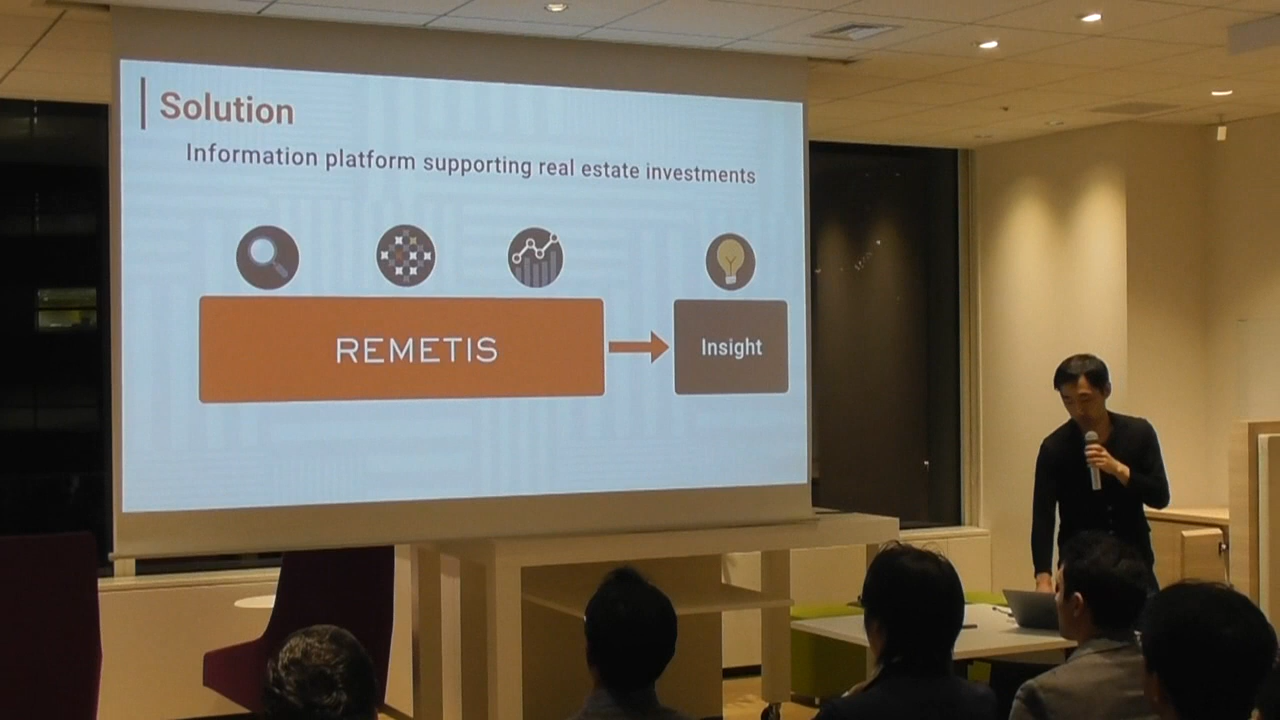 Solution
Information platform supporting real estate investments
REMETIS
Insight